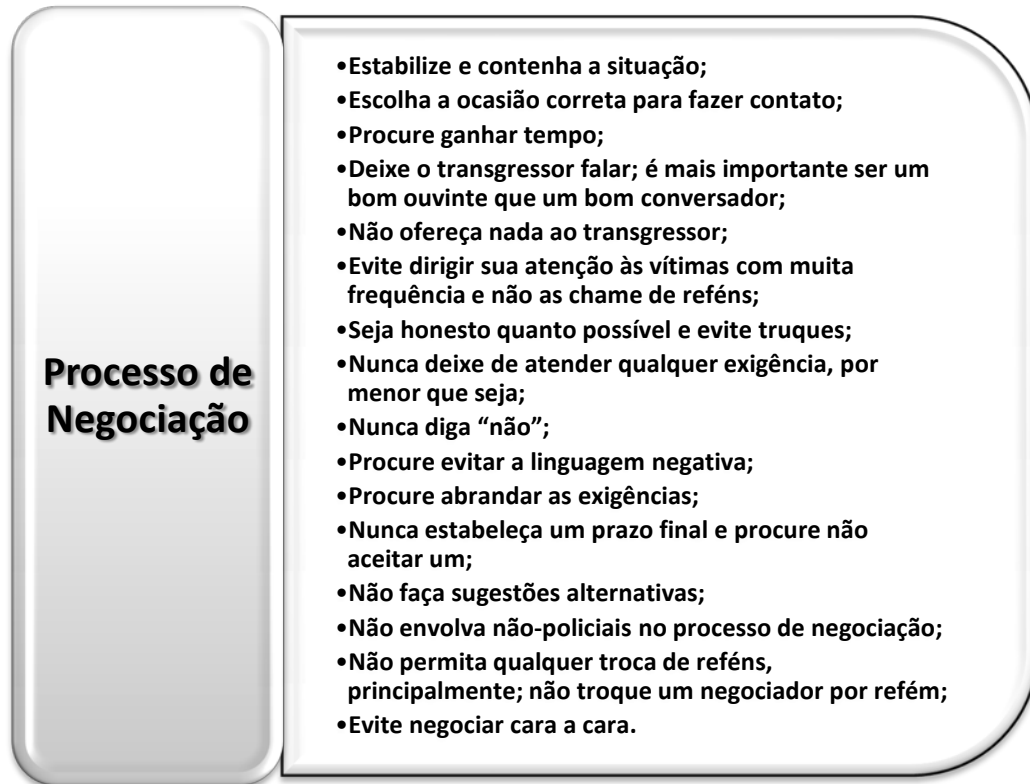 Processo de
Negociação
•Estabilize e contenha a situação;
•Escolha a ocasião correta para fazer contato;
•Procure ganhar tempo;
•Deixe o transgressor falar; é mais importante ser um
bom ouvinte que um bom conversador;
•Não ofereça nada ao transgressor;
•Evite dirigir sua atenção às vítimas com muita
frequência e não as chame de reféns;
•Seja honesto quanto possível e evite truques;
•Nunca deixe de atender qualquer exigência, por
menor que seja;
•Nunca diga “não”;
•Procure evitar a linguagem negativa;
•Procure abrandar as exigências;
•Nunca estabeleça um prazo final e procure não
aceitar um;
•Não faça sugestões alternativas;
•Não envolva não-policiais no processo de negociação;
•Não permita qualquer troca de reféns,
principalmente; não troque um negociador por refém;
•Evite negociar cara a cara.